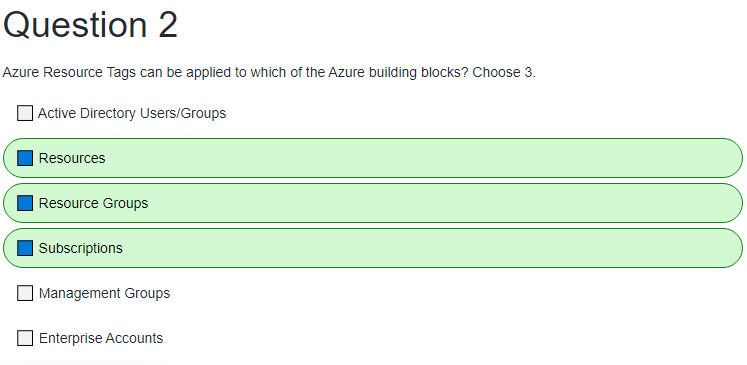 Question 2
Azure Resource Tags can be applied to which of the Azure building blocks? Choose 3.
Active Directory Users/Groups
Resources
Resource Groups
Subscriptions
Management Groups
Enterprise Accounts